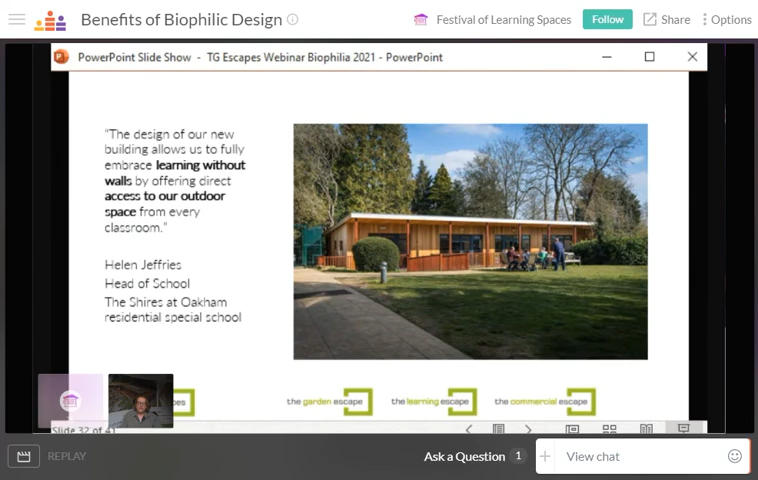 Benefits of Biophilic Design
Festival of Learning Spaces
Follow
Share
Options
PowerPoint Slide Show - TG Escapes Webinar Biophilia 2021 - PowerPoint
“The design of our new
building allows us to fully
embrace learning without
walls by offering direct
access to our outdoor
space from every
classroom.”
Helen Jeffries
Head of School
The Shires at Oakham
residential special school
the garden escape
the learning escape
the commercial escape
Slide 32 of 41
REPLAY
Ask a Question 1
View chat